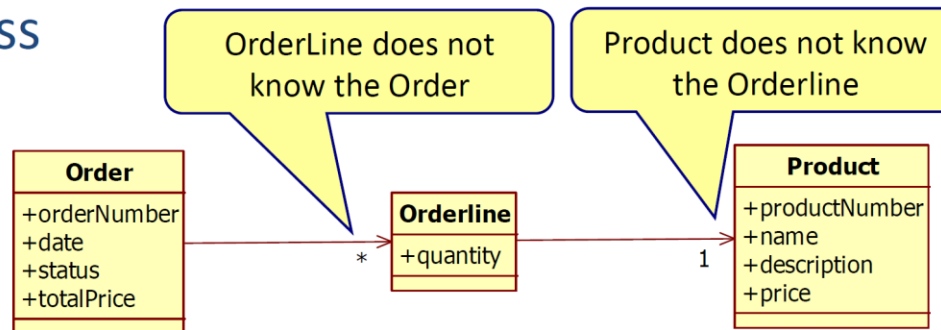 ss
OrderLine does not
know the Order
Product does not know
the Orderline
Order
+orderNumber
+date
+status
+totalPrice
*
Orderline
+quantity
1
Product
+productNumber
+name
+description
+price